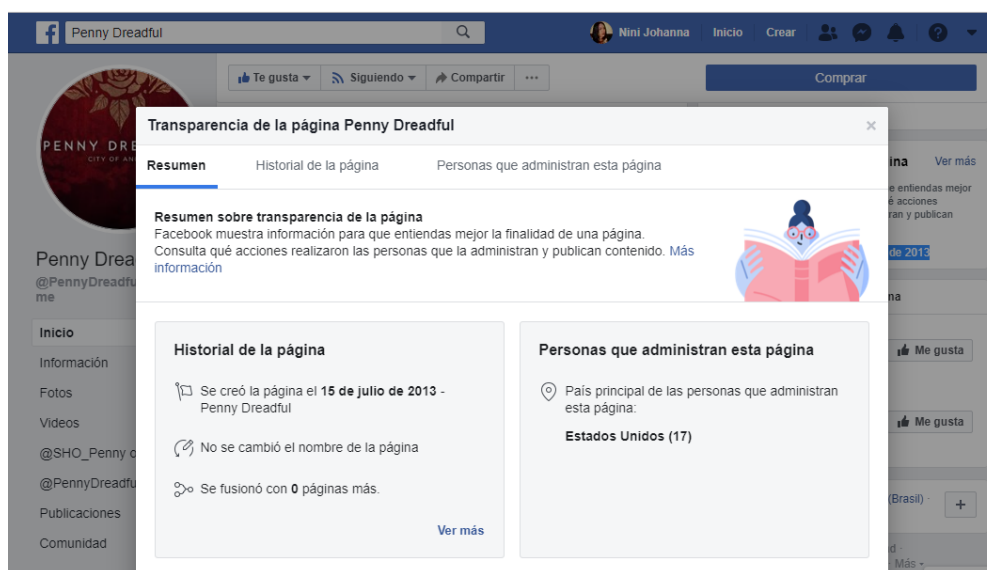 Penny Dreadful
Nini Johanna Inicio Crear
Te gusta Siguiendo Compartir ...
Comprar
PENNY DRE
CITY OF AN
Transparencia de la página Penny Dreadful
Resumen Historial de la página Personas que administran esta página
Resumen sobre transparencia de la página
Facebook muestra información para que entiendas mejor la finalidad de una página.
Consulta qué acciones realizaron las personas que la administran y publican contenido. Más
información
ina Ver más
e entiendas mejor
é acciones
ran y publican
de 2013
na
Penny Drea
@PennyDreadfu
me
Inicio
Información
Fotos
Videos
@SHO_Penny o
@PennyDreadfu
Publicaciones
Comunidad
Historial de la página
Se creó la página el 15 de julio de 2013 -
Penny Dreadful
No se cambió el nombre de la página
Se fusionó con 0 páginas más.
Ver más
Personas que administran esta página
País principal de las personas que administran
esta página:
Estados Unidos (17)
Me gusta
Me gusta
(Brasil) ·
d ·
Más